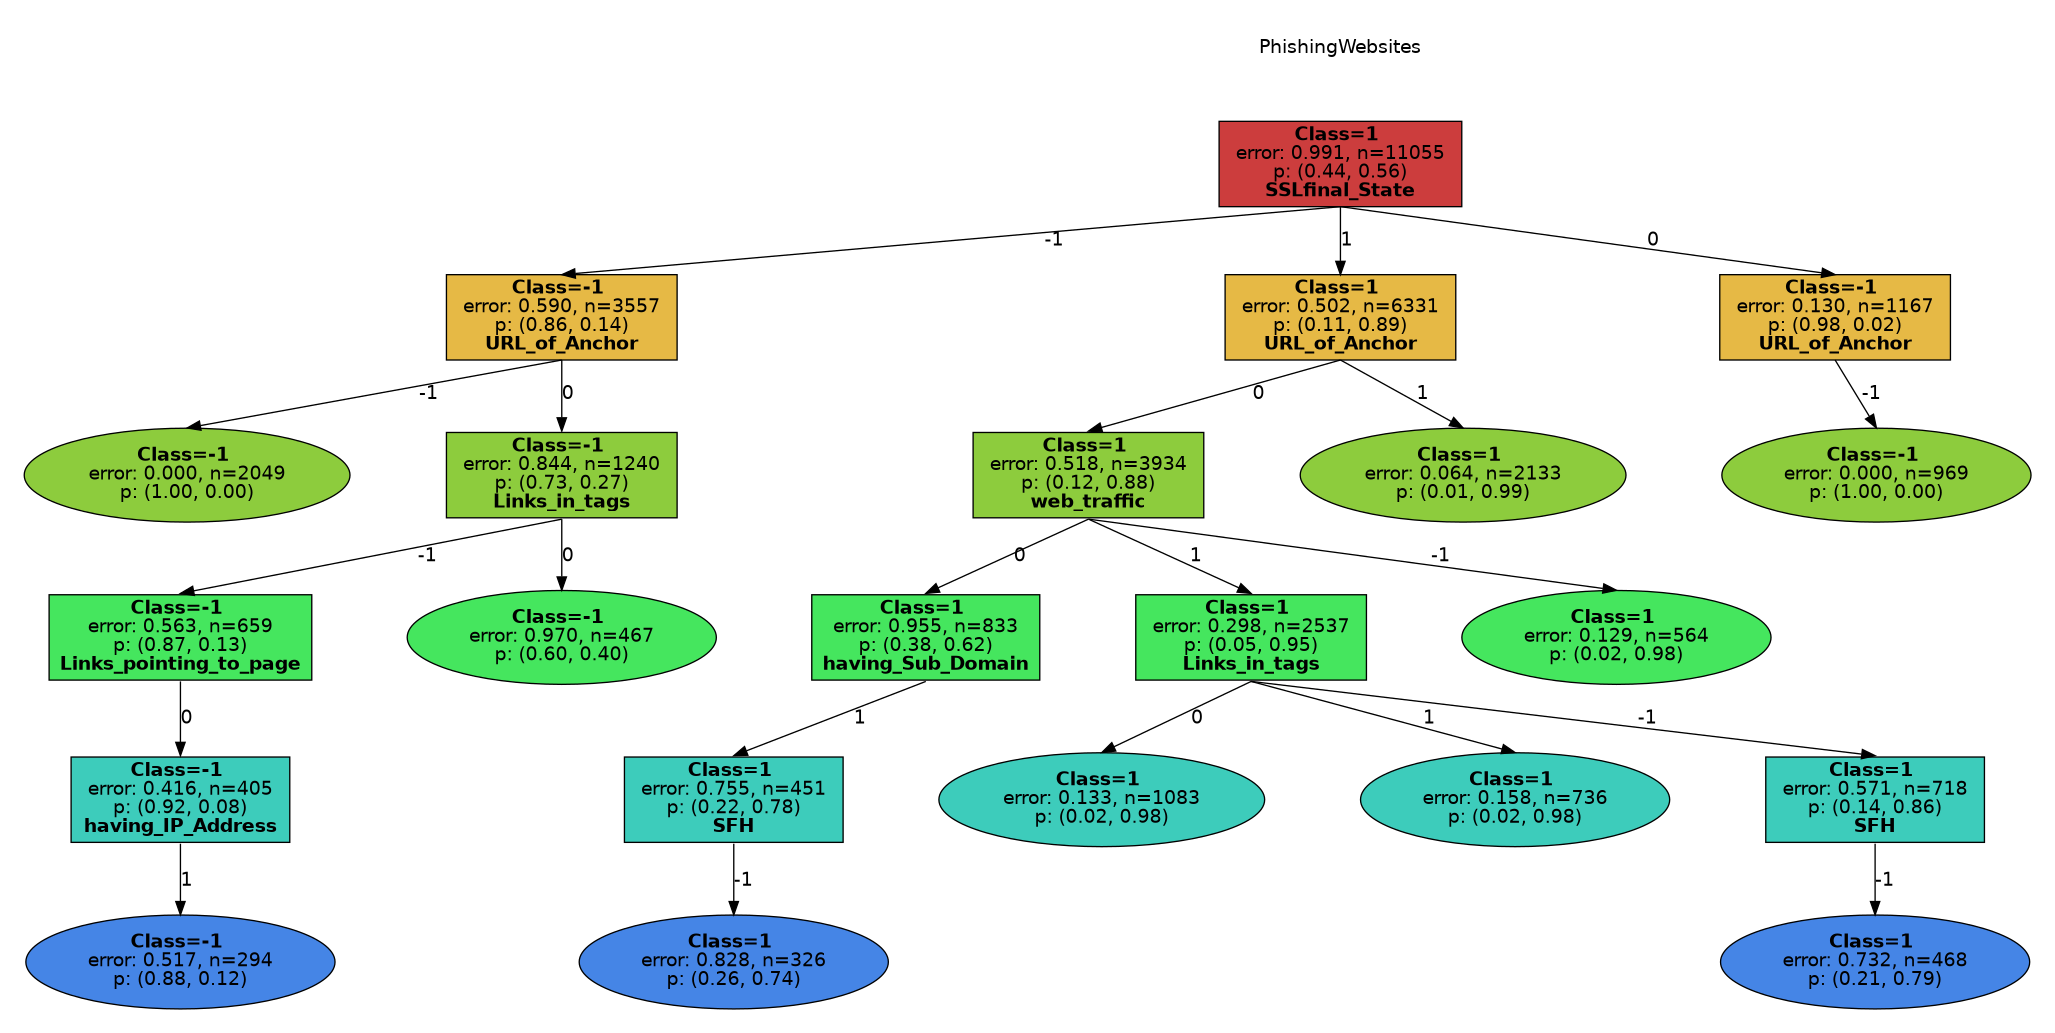 PhishingWebsites
Class=1
error: 0.991, n=11055
p: (0.44, 0.56)
SSLfinal_State
-1
1
0
Class=-1
error: 0.590, n=3557
p: (0.86, 0.14)
URL_of_Anchor
Class=1
error: 0.502, n=6331
p: (0.11, 0.89)
URL_of_Anchor
Class=-1
error: 0.130, n=1167
p: (0.98, 0.02)
URL_of_Anchor
-1
0
0
1
-1
Class=-1
error: 0.000, n=2049
p: (1.00, 0.00)
Class=-1
error: 0.844, n=1240
p: (0.73, 0.27)
Links_in_tags
Class=1
error: 0.518, n=3934
p: (0.12, 0.88)
web_traffic
Class=1
error: 0.064, n=2133
p: (0.01, 0.99)
Class=-1
error: 0.000, n=969
p: (1.00, 0.00)
-1
0
0
1
-1
Class=-1
error: 0.563, n=659
p: (0.87, 0.13)
Links_pointing_to_page
Class=-1
error: 0.970, n=467
p: (0.60, 0.40)
Class=1
error: 0.955, n=833
p: (0.38, 0.62)
having_Sub_Domain
Class=1
error: 0.298, n=2537
p: (0.05, 0.95)
Links_in_tags
Class=1
error: 0.129, n=564
p: (0.02, 0.98)
0
1
0
1
-1
Class=-1
error: 0.416, n=405
p: (0.92, 0.08)
having_IP_Address
Class=1
error: 0.755, n=451
p: (0.22, 0.78)
SFH
Class=1
error: 0.133, n=1083
p: (0.02, 0.98)
Class=1
error: 0.158, n=736
p: (0.02, 0.98)
Class=1
error: 0.571, n=718
p: (0.14, 0.86)
SFH
1
-1
-1
Class=-1
error: 0.517, n=294
p: (0.88, 0.12)
Class=1
error: 0.828, n=326
p: (0.26, 0.74)
Class=1
error: 0.732, n=468
p: (0.21, 0.79)